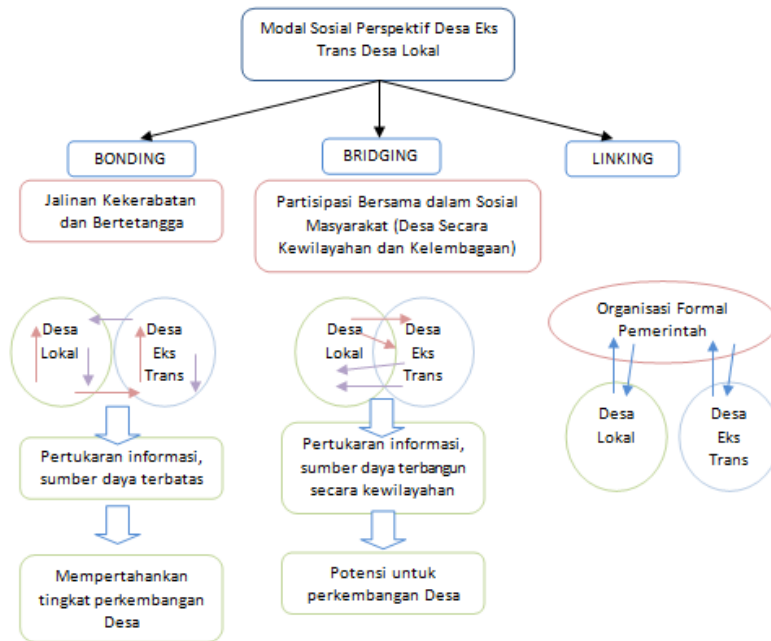 Modal Sosial Perspektif Desa Eks
Trans Desa Lokal
BONDING
BRIDGING
LINKING
Jalinan Kekerabatan
dan Bertetangga
Partisipasi Bersama dalam Sosial
Masyarakat (Desa Secara
Kewilayahan dan Kelembagaan)
Desa
Lokal
Desa
Eks
Trans
Desa
Lokal
Desa
Eks
Trans
Organisasi Formal
Pemerintah
Desa
Lokal
Desa
Eks
Trans
Pertukaran informasi,
sumber daya terbatas
Pertukaran informasi,
sumber daya terbangun
secara kewilayahan
Mempertahankan
tingkat perkembangan
Desa
Potensi untuk
perkembangan Desa